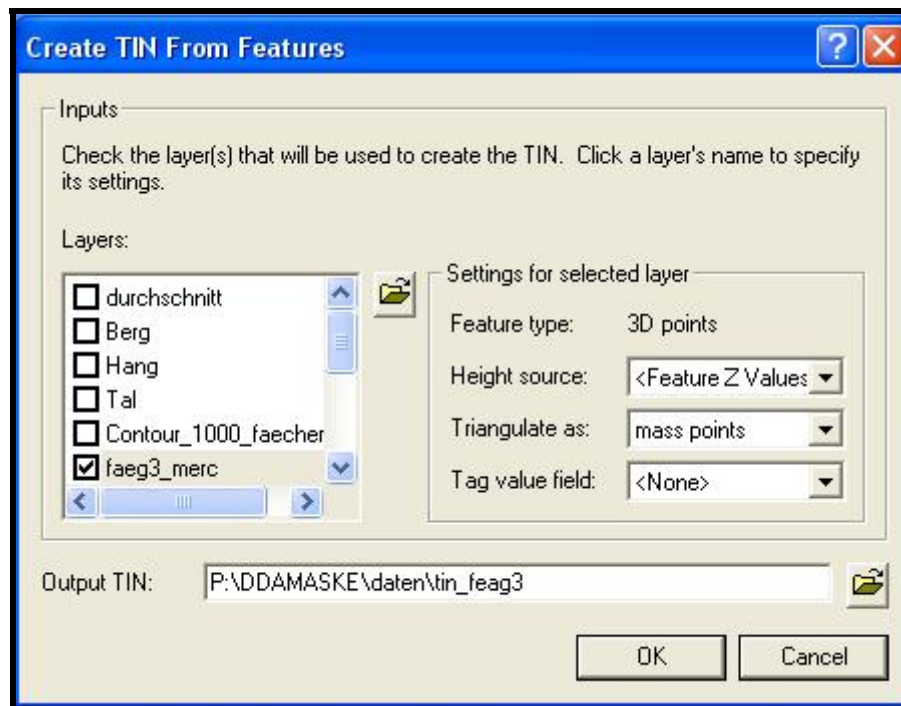 Create TIN From Features
Inputs
Check the layer(s) that will be used to create the TIN. Click a layer's name to specify
its settings.
Layers:
durchschnitt
Berg
Hang
Tal
Contour_1000_faecher
faeg3_merc
Settings for selected layer
Feature type: 3D points
Height source: <Feature Z Values
Triangulate as: mass points
Tag value field: <None>
Output TIN: P:\DDAMASKE\daten\tin_feag3
OK Cancel